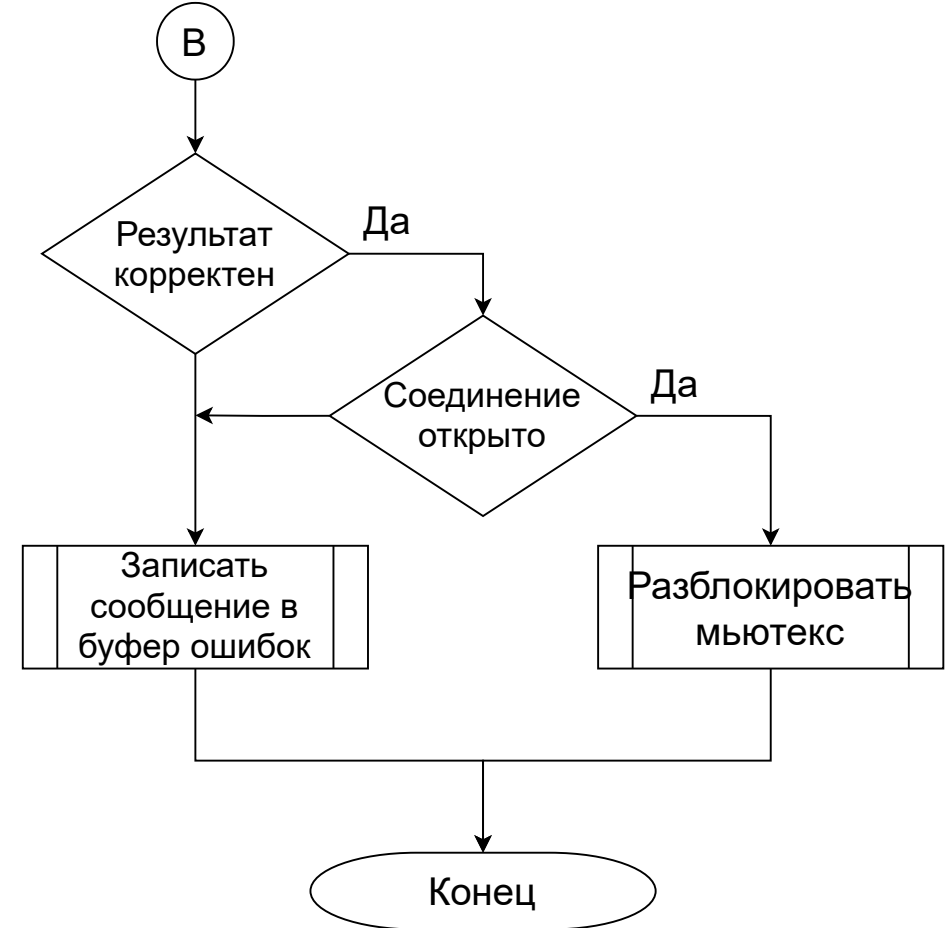 В
Результат
корректен
Да
Соединение
открыто
Да
Записать
сообщение в
буфер ошибок
Разблокировать
мьютекс
Конец